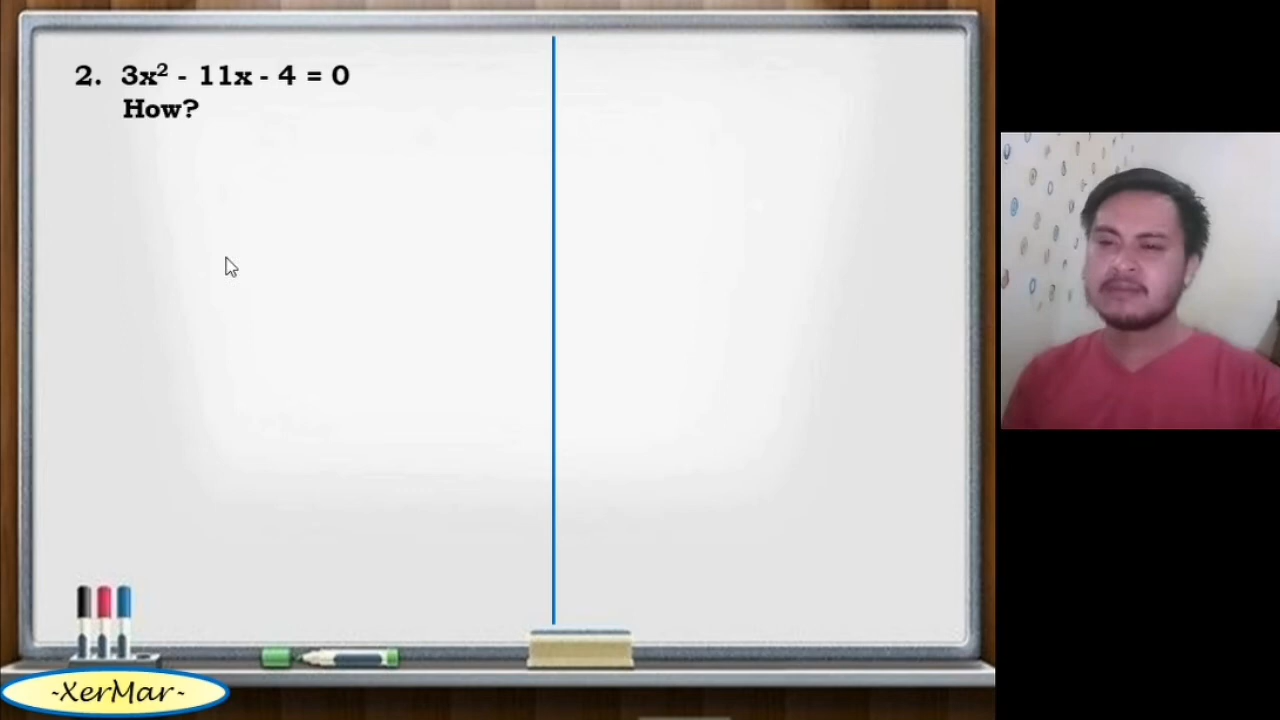 2. 3x² - 11x - 4 = 0
How?
-XerMar-